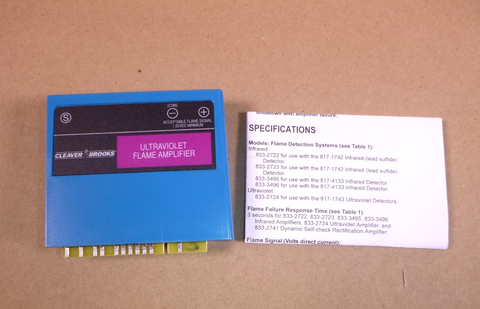 S
(COM)
− +
ACCEPTABLE FLAME SIGNAL
1.25VDC MINIMUM
CLEAVER BROOKS
ULTRAVIOLET
FLAME AMPLIFIER
shutdown with amplifier failure.
SPECIFICATIONS
Models: Flame Detection Systems (see Table 1):
Infrared:
833-2722 for use with the 817-1742 Infrared (lead sulfide)
Detector.
833-2723 for use with the 817-1742 Infrared (lead sulfide)
Detector.
833-3495 for use with 817-4133 Infrared Detector.
833-3496 for use with 817-4133 Infrared Detector.
Ultraviolet:
833-2724 for use with 817-1743 Ultraviolet Detectors.
Flame Failure Response Time (see Table 1):
3 seconds for 833-2722, 833-2723, 833-3495, 833-3496
Infrared Amplifiers, 833-2724 Ultraviolet Amplifier, and
833-2741 Dynamic Self-check Rectification Amplifier.
Flame Signal (Volts direct current):